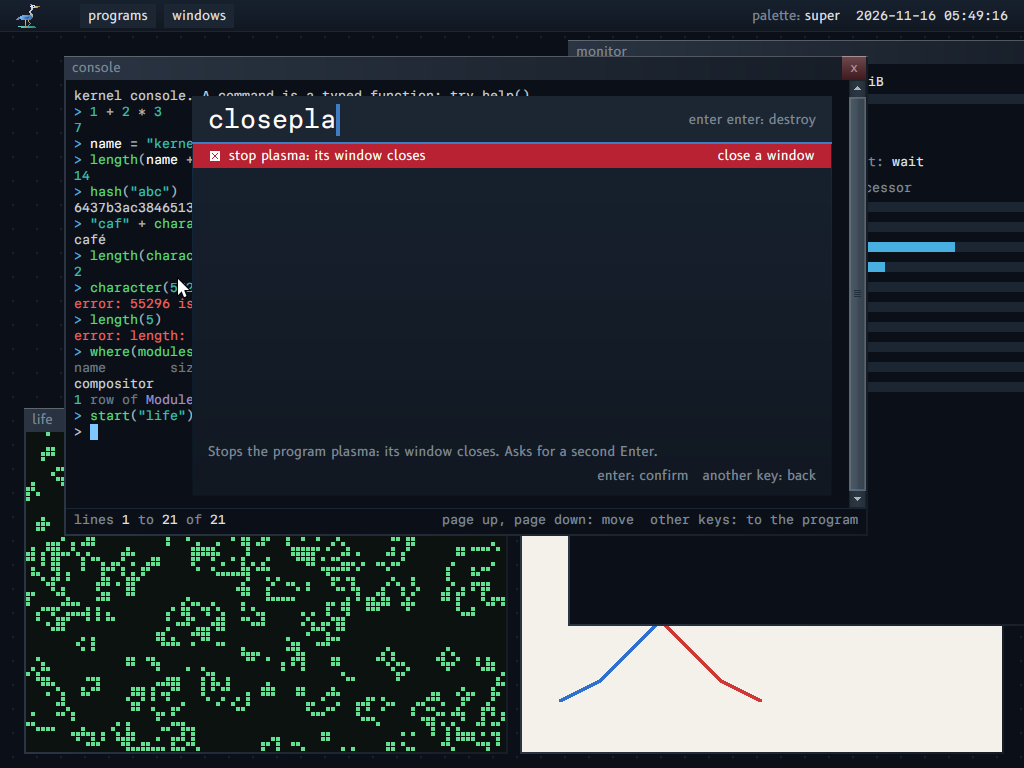 programs windows palette: super 2026-11-16 05:49:16
monitor
console x
kernel console. A command is a typed function: try help()
iB
> 1 + 2 * 3
closepla enter enter: destroy
7
> name = "kerne
> length(name +
stop plasma: its window closes close a window
t: wait
14
> hash("abc")
cessor
6437b3ac3846513
> "caf" + chara
café
> length(charac
2
> character(5 2
error: 55296 is
> length(5)
error: length:
> where(modules
name siz
compositor
1 row of Module
> start("life")
life
>
Stops the program plasma: its window closes. Asks for a second Enter.
enter: confirm another key: back
lines 1 to 21 of 21 page up, page down: move other keys: to the program